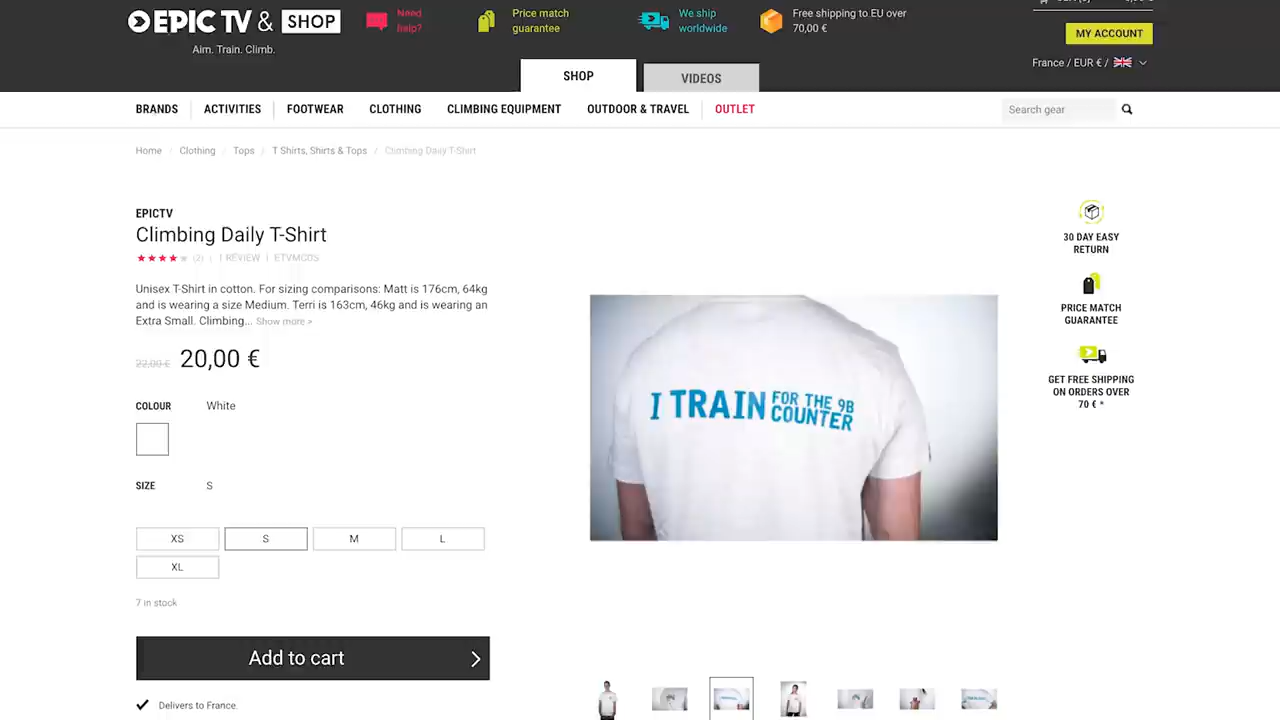 EPIC TV & SHOP
Aim. Train. Climb.
Need help?
Price match guarantee
We ship worldwide
Free shipping to EU over 70,00 €
MY ACCOUNT
France / EUR € /
SHOP
VIDEOS
BRANDS
ACTIVITIES
FOOTWEAR
CLOTHING
CLIMBING EQUIPMENT
OUTDOOR & TRAVEL
OUTLET
Search gear
Home / Clothing / Tops / T Shirts, Shirts & Tops / Climbing Daily T-Shirt
EPICTV
Climbing Daily T-Shirt
(2) | 1 REVIEW | ETVMCDS
Unisex T-Shirt in cotton. For sizing comparisons: Matt is 176cm, 64kg
and is wearing a size Medium. Terri is 163cm, 46kg and is wearing an
Extra Small. Climbing... Show more >
22,00 € 20,00 €
COLOUR White
SIZE S
XS S M L
XL
7 in stock
Add to cart
Delivers to France.
I TRAIN FOR THE 9B COUNTER
30 DAY EASY
RETURN
PRICE MATCH
GUARANTEE
GET FREE SHIPPING
ON ORDERS OVER
70 € *